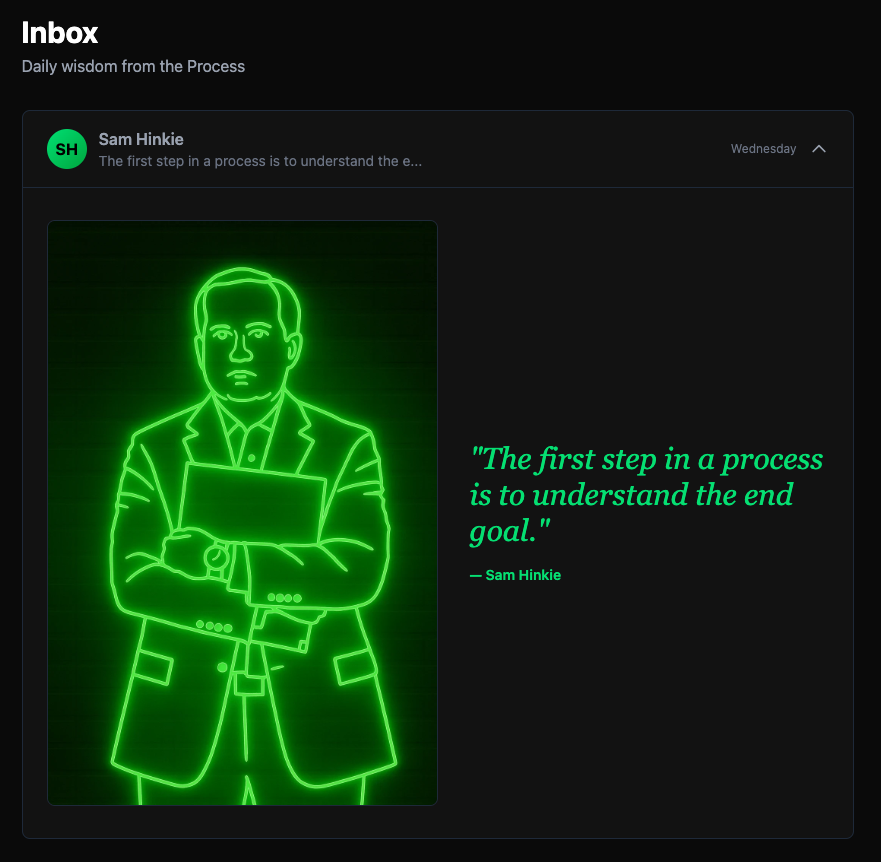 Inbox
Daily wisdom from the Process
SH
Sam Hinkie
The first step in a process is to understand the e...
Wednesday
"The first step in a process
is to understand the end
goal."
— Sam Hinkie